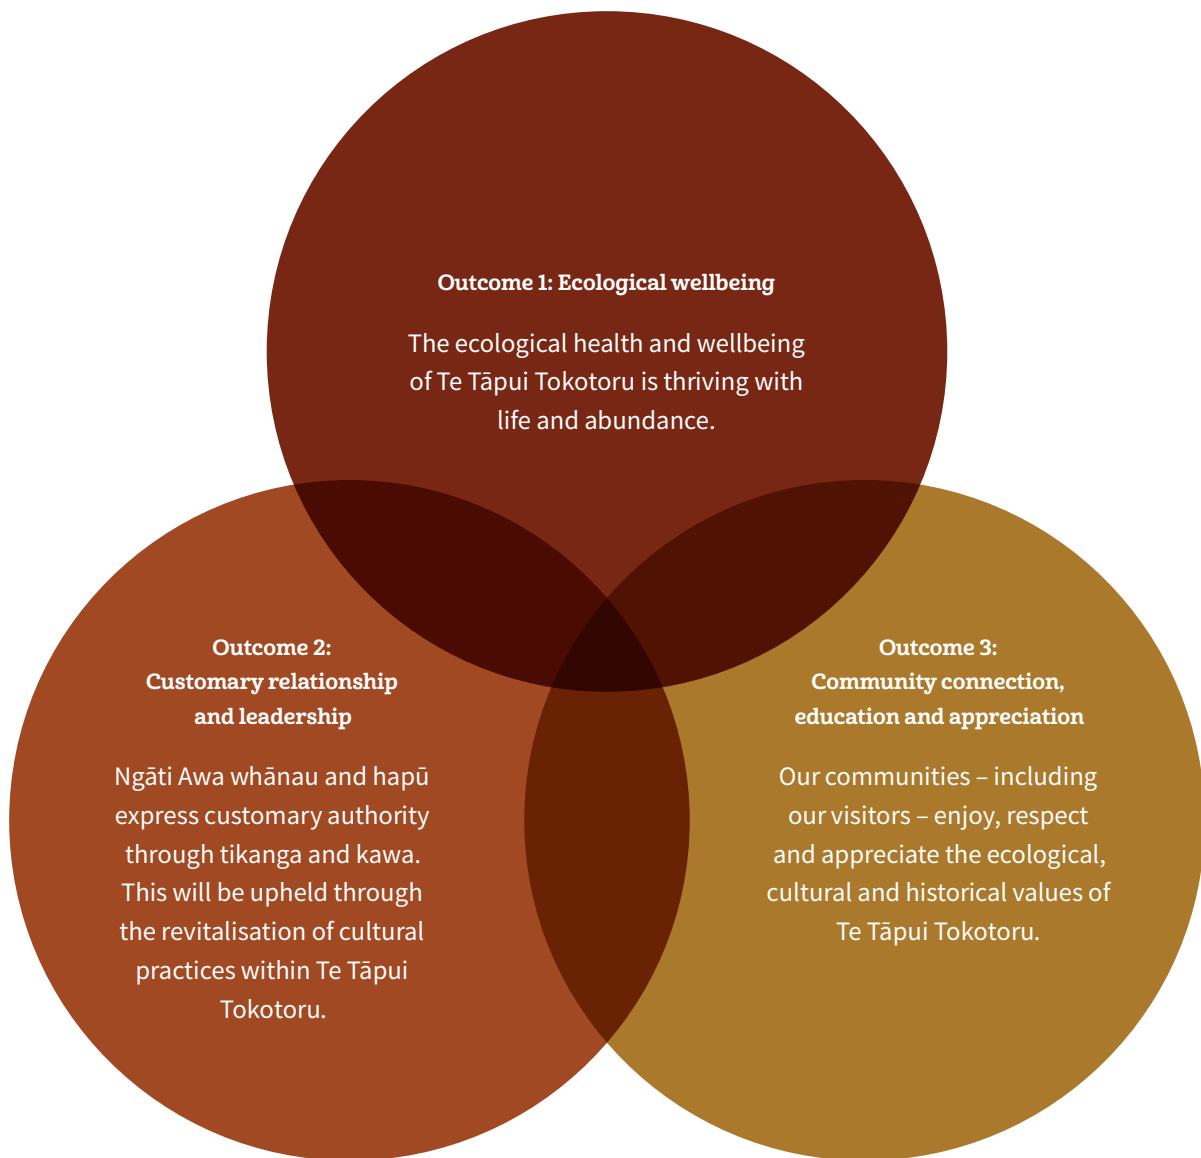 Outcome 1: Ecological wellbeing
The ecological health and wellbeing
of Te Tāpui Tokotoru is thriving with
life and abundance.
Outcome 2:
Customary relationship
and leadership
Ngāti Awa whānau and hapū
express customary authority
through tikanga and kawa.
This will be upheld through
the revitalisation of cultural
practices within Te Tāpui
Tokotoru.
Outcome 3:
Community connection,
education and appreciation
Our communities – including
our visitors – enjoy, respect
and appreciate the ecological,
cultural and historical values of
Te Tāpui Tokotoru.